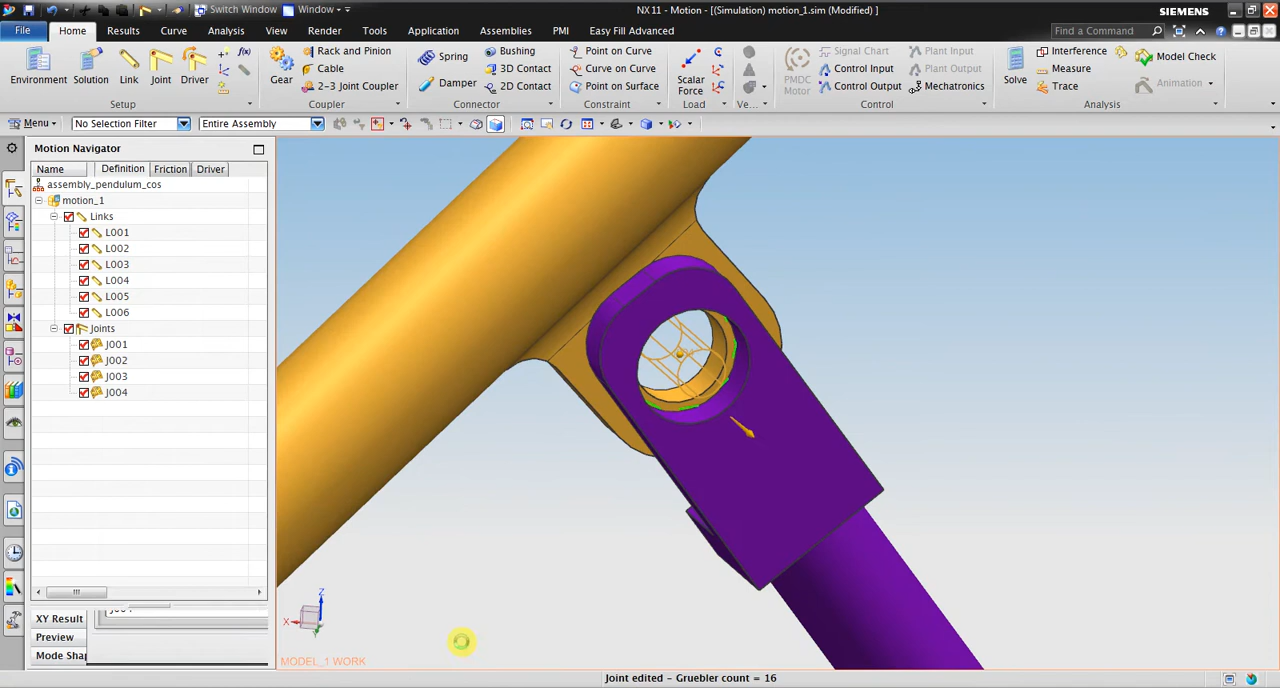 Switch Window Window NX 11 - Motion - [(Simulation) motion_1.sim (Modified) ] SIEMENS
File Home Results Curve Analysis View Render Tools Application Assemblies PMI Easy Fill Advanced Find a Command
Environment Solution Link Joint Driver f(x)
Setup
Gear Rack and Pinion
Cable
2-3 Joint Coupler
Coupler
Spring Bushing
3D Contact
Damper 2D Contact
Connector
Point on Curve
Curve on Curve
Point on Surface
Constraint
Scalar Force
Load
Ve...
PMDC Motor Signal Chart Plant Input
Control Input Plant Output
Control Output Mechatronics
Control
Solve Interference
Measure Model Check
Trace Animation
Analysis
Menu No Selection Filter Entire Assembly
Motion Navigator
Name Definition Friction Driver
assembly_pendulum_cos
motion_1
Links
L001
L002
L003
L004
L005
L006
Joints
J001
J002
J003
J004
XY Result
Preview
Mode Sha
Z
X
Y
MODEL_1 WORK
Joint edited - Gruebler count = 16